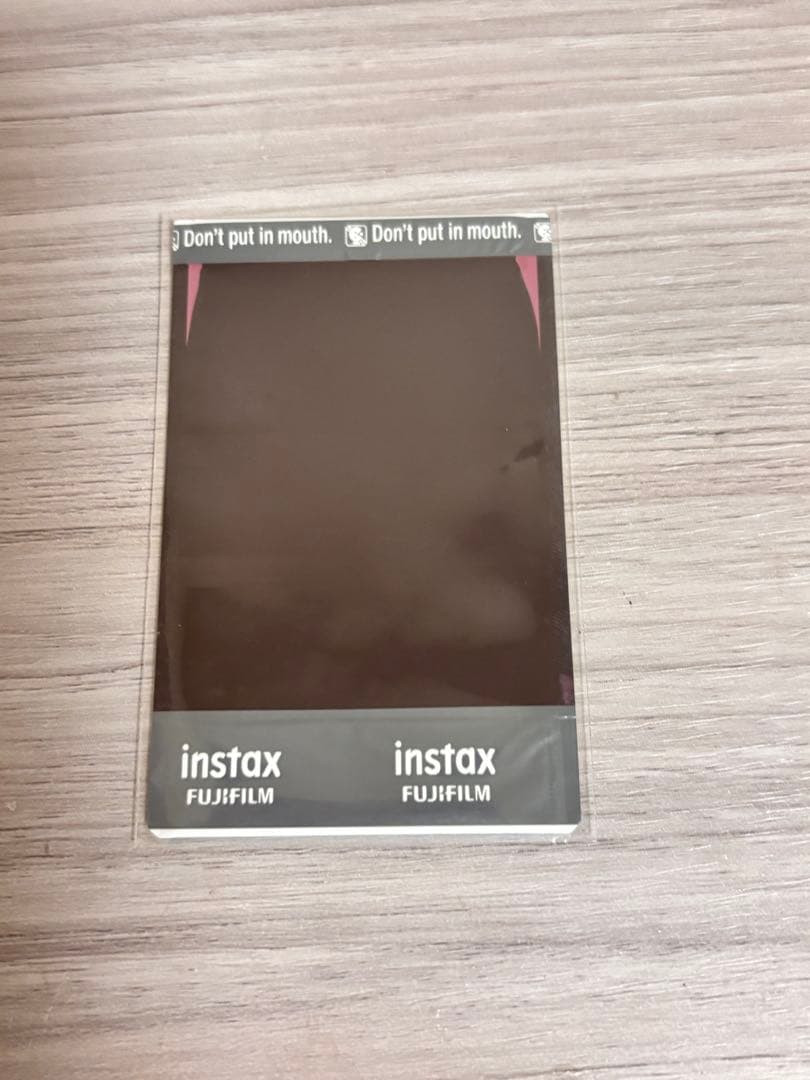 Don't put in mouth. Don't put in mouth.
instax instax
FUJIFILM FUJIFILM